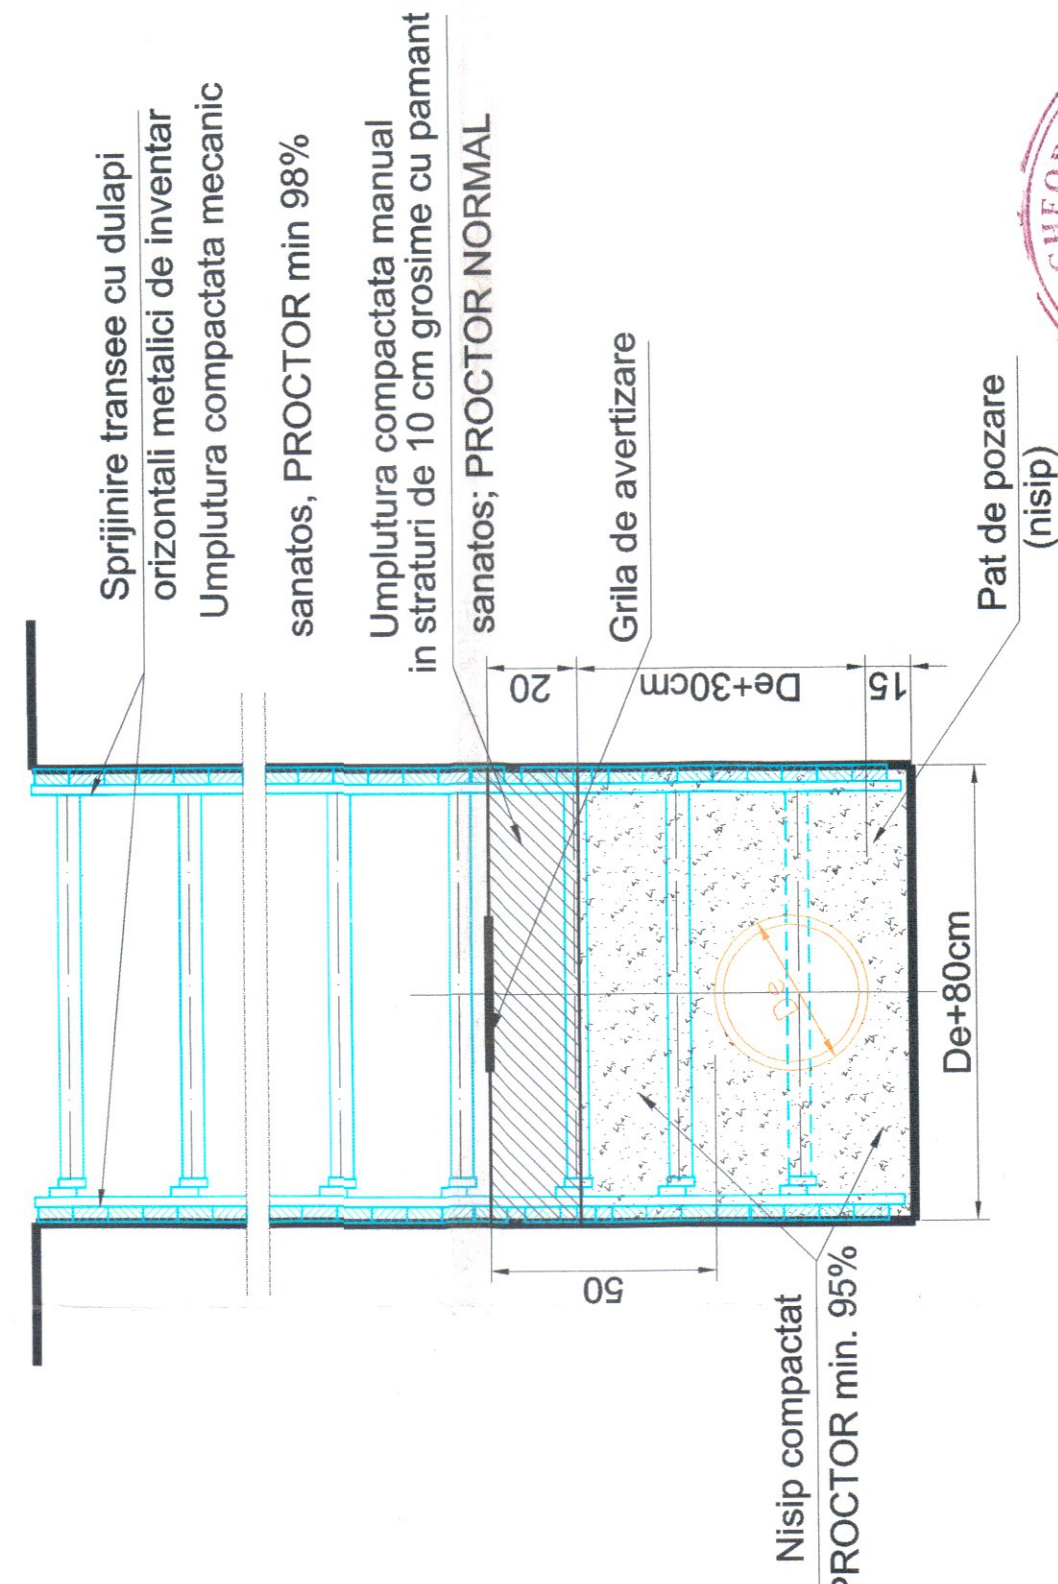 Sprijinire transee cu dulapi
orizontali metalici de inventar
Umplutura compactata mecanic
sanatos, PROCTOR min 98%
Umplutura compactata manual
in straturi de 10 cm grosime cu pamant
sanatos; PROCTOR NORMAL
Grila de avertizare
20
De+30cm
15
Pat de pozare
(nisip)
De
De+80cm
50
Nisip compactat
PROCTOR min. 95%